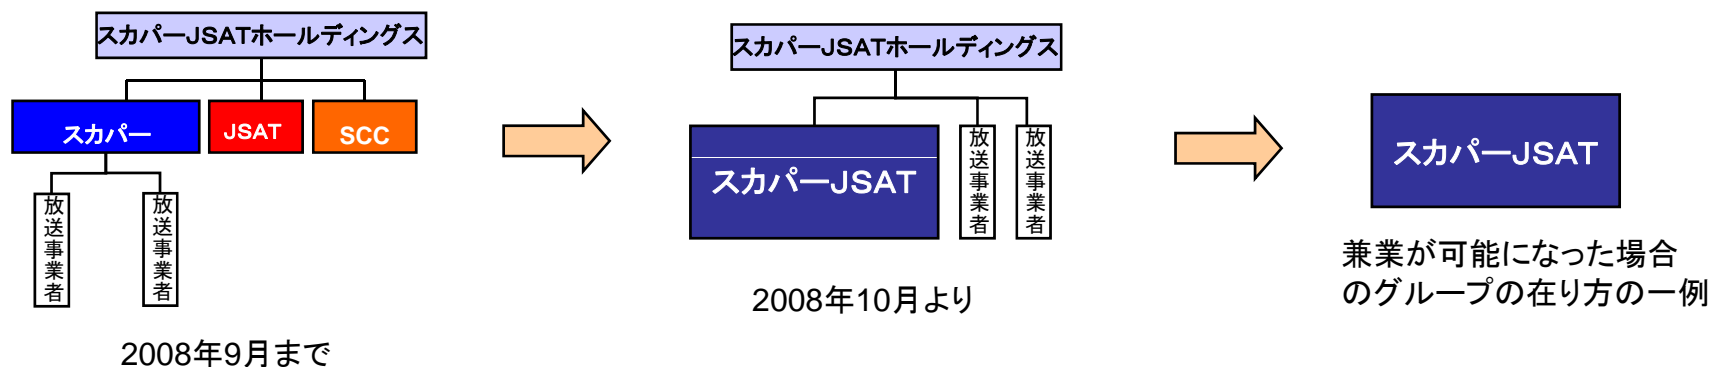 スカパーJSATホールディングス
スカパー
JSAT
SCC
放送事業者
放送事業者
2008年9月まで
スカパーJSATホールディングス
スカパーJSAT
放送事業者
放送事業者
2008年10月より
スカパーJSAT
兼業が可能になった場合
のグループの在り方の一例